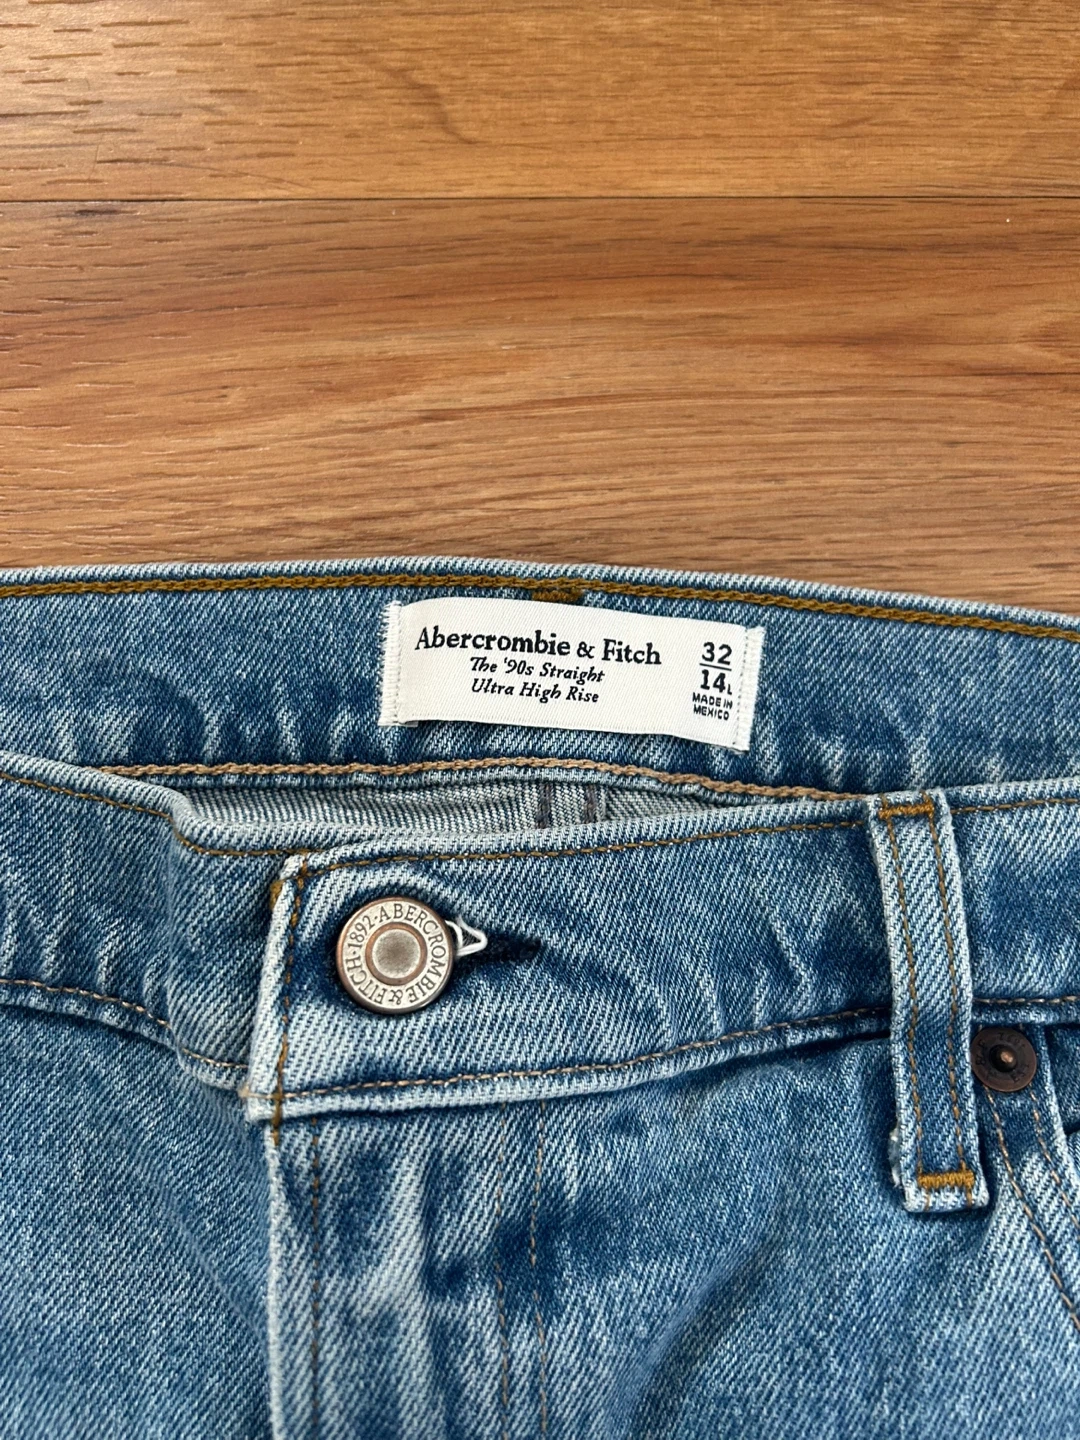 Abercrombie & Fitch
The '90s Straight
Ultra High Rise
32
14L
MADE IN
MEXICO
ABERCROMBIE & FITCH · 1892 ·